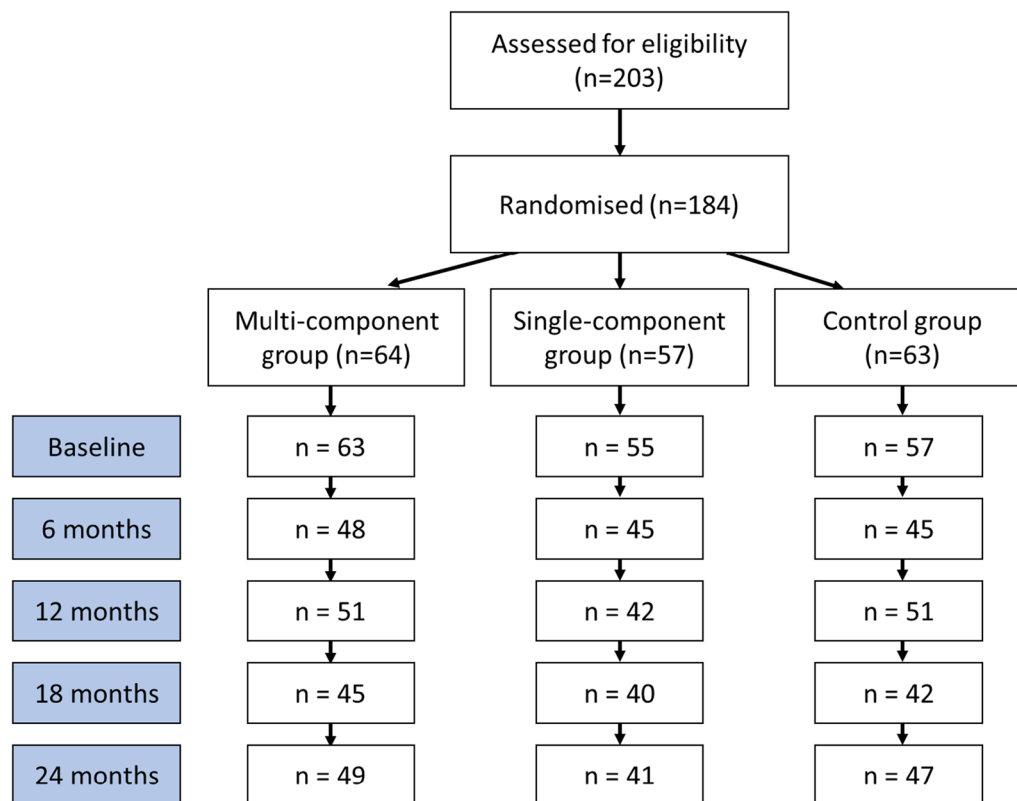 Assessed for eligibility
(n=203)
Randomised (n=184)
Multi-component
group (n=64)
Single-component
group (n=57)
Control group
(n=63)
Baseline
n = 63
n = 55
n = 57
6 months
n = 48
n = 45
n = 45
12 months
n = 51
n = 42
n = 51
18 months
n = 45
n = 40
n = 42
24 months
n = 49
n = 41
n = 47